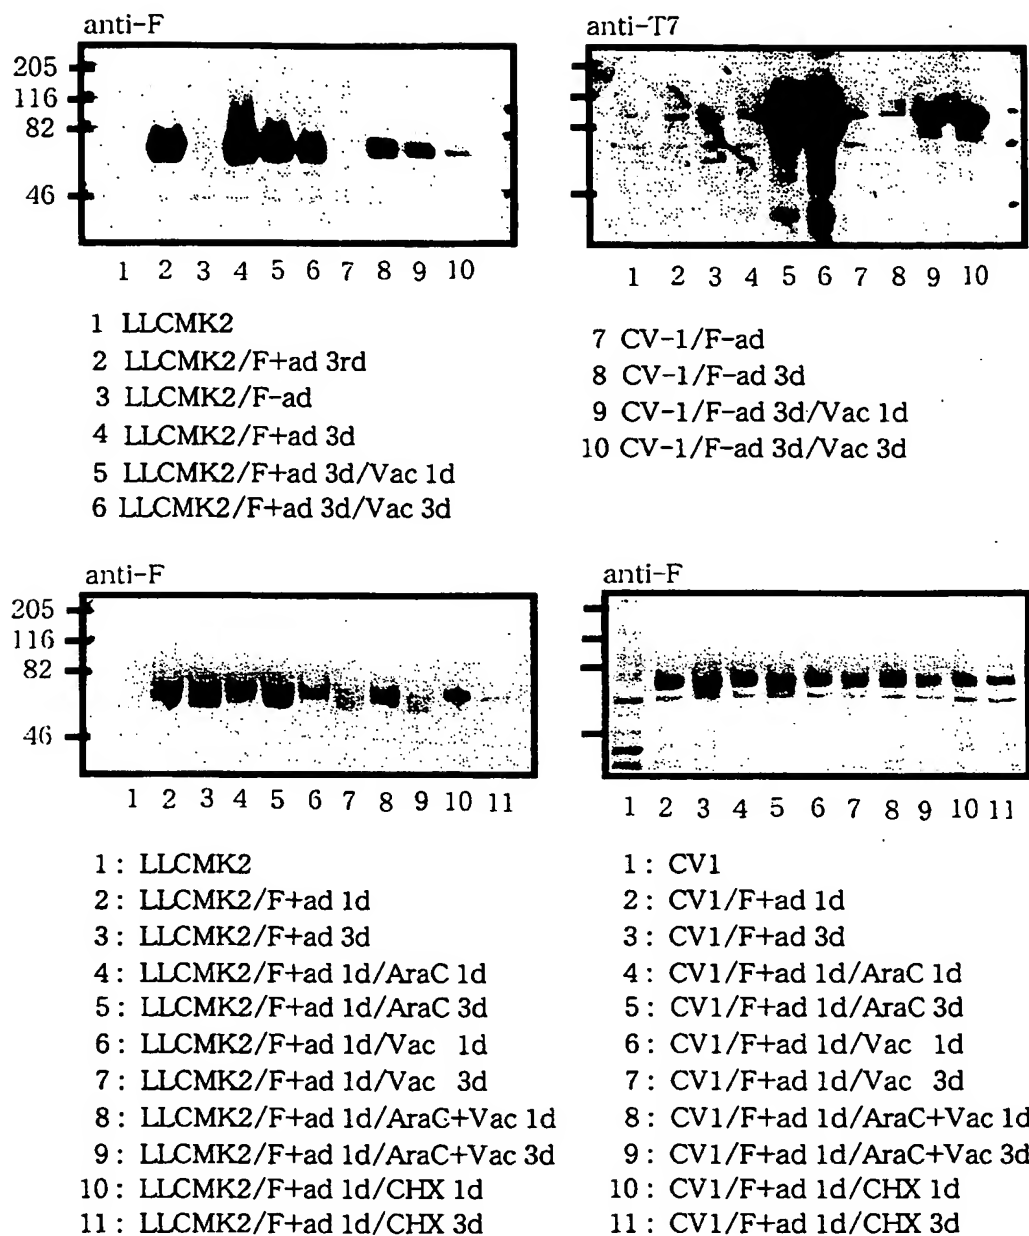 anti-F
205
116
82
46
1 2 3 4 5 6 7 8 9 10
anti-T7
1 2 3 4 5 6 7 8 9 10
1 LLCMK2
2 LLCMK2/F+ad 3rd
3 LLCMK2/F-ad
4 LLCMK2/F+ad 3d
5 LLCMK2/F+ad 3d/Vac 1d
6 LLCMK2/F+ad 3d/Vac 3d
7 CV-1/F-ad
8 CV-1/F-ad 3d
9 CV-1/F-ad 3d/Vac 1d
10 CV-1/F-ad 3d/Vac 3d
anti-F
205
116
82
46
1 2 3 4 5 6 7 8 9 10 11
anti-F
1 2 3 4 5 6 7 8 9 10 11
1: LLCMK2
2: LLCMK2/F+ad 1d
3: LLCMK2/F+ad 3d
4: LLCMK2/F+ad 1d/AraC 1d
5: LLCMK2/F+ad 1d/AraC 3d
6: LLCMK2/F+ad 1d/Vac 1d
7: LLCMK2/F+ad 1d/Vac 3d
8: LLCMK2/F+ad 1d/AraC+Vac 1d
9: LLCMK2/F+ad 1d/AraC+Vac 3d
10: LLCMK2/F+ad 1d/CHX 1d
11: LLCMK2/F+ad 1d/CHX 3d
1: CV1
2: CV1/F+ad 1d
3: CV1/F+ad 3d
4: CV1/F+ad 1d/AraC 1d
5: CV1/F+ad 1d/AraC 3d
6: CV1/F+ad 1d/Vac 1d
7: CV1/F+ad 1d/Vac 3d
8: CV1/F+ad 1d/AraC+Vac 1d
9: CV1/F+ad 1d/AraC+Vac 3d
10: CV1/F+ad 1d/CHX 1d
11: CV1/F+ad 1d/CHX 3d